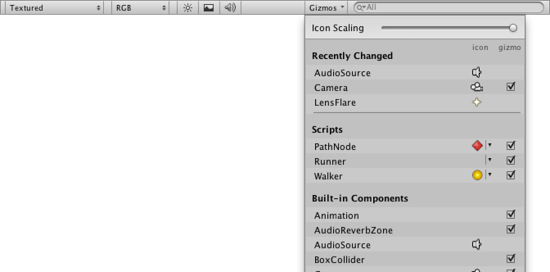 Textured RGB Gizmos All
Icon Scaling
icon gizmo
Recently Changed
AudioSource
Camera
LensFlare
Scripts
PathNode
Runner
Walker
Built-in Components
Animation
AudioReverbZone
AudioSource
BoxCollider